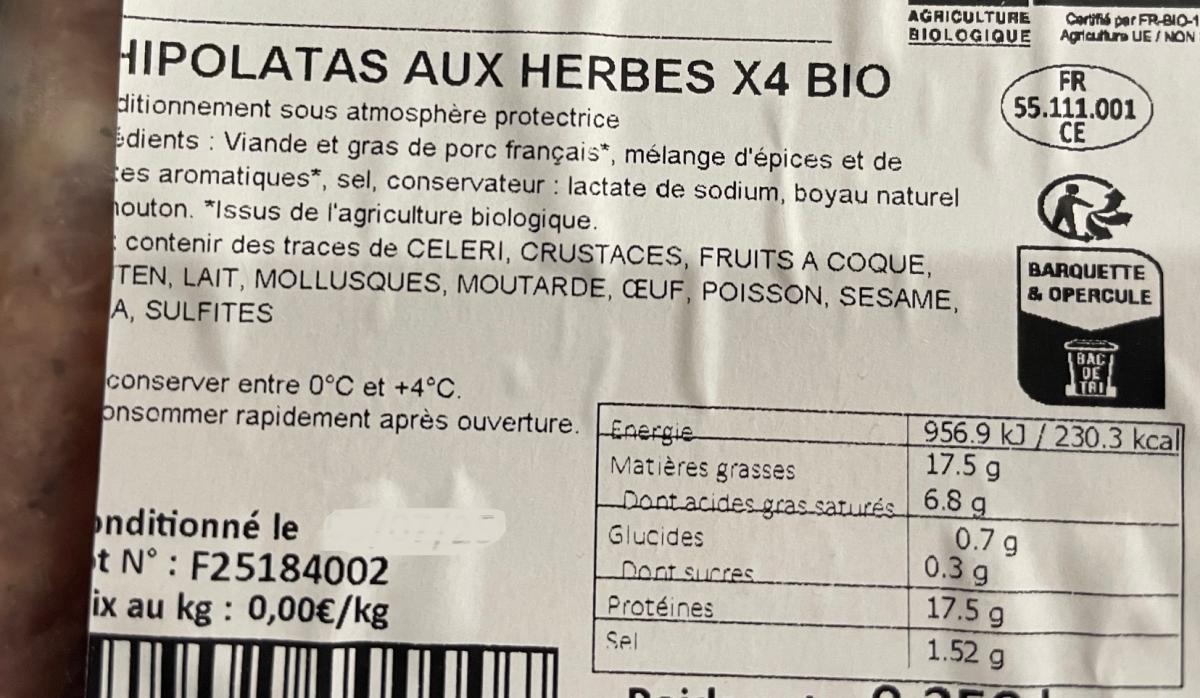 AGRICULTURE
BIOLOGIQUE
Certifié par FR-BIO-1
Agriculture UE / NON
HIPOLATAS AUX HERBES X4 BIO
ditionnement sous atmosphère protectrice
édients : Viande et gras de porc français*, mélange d'épices et de
tes aromatiques*, sel, conservateur : lactate de sodium, boyau naturel
mouton. *Issus de l'agriculture biologique.
: contenir des traces de CELERI, CRUSTACES, FRUITS A COQUE,
TEN, LAIT, MOLLUSQUES, MOUTARDE, ŒUF, POISSON, SESAME,
A, SULFITES
FR
55.111.001
CE
BARQUETTE
& OPERCULE
BAC
DE
TRI
conserver entre 0°C et +4°C.
onsommer rapidement après ouverture.
Energie 956.9 kJ / 230.3 kcal
Matières grasses 17.5 g
Dont acides gras saturés 6.8 g
Glucides 0.7 g
Dont sucres 0.3 g
Protéines 17.5 g
Sel 1.52 g
onditionné le
t N° : F25184002
ix au kg : 0,00€/kg